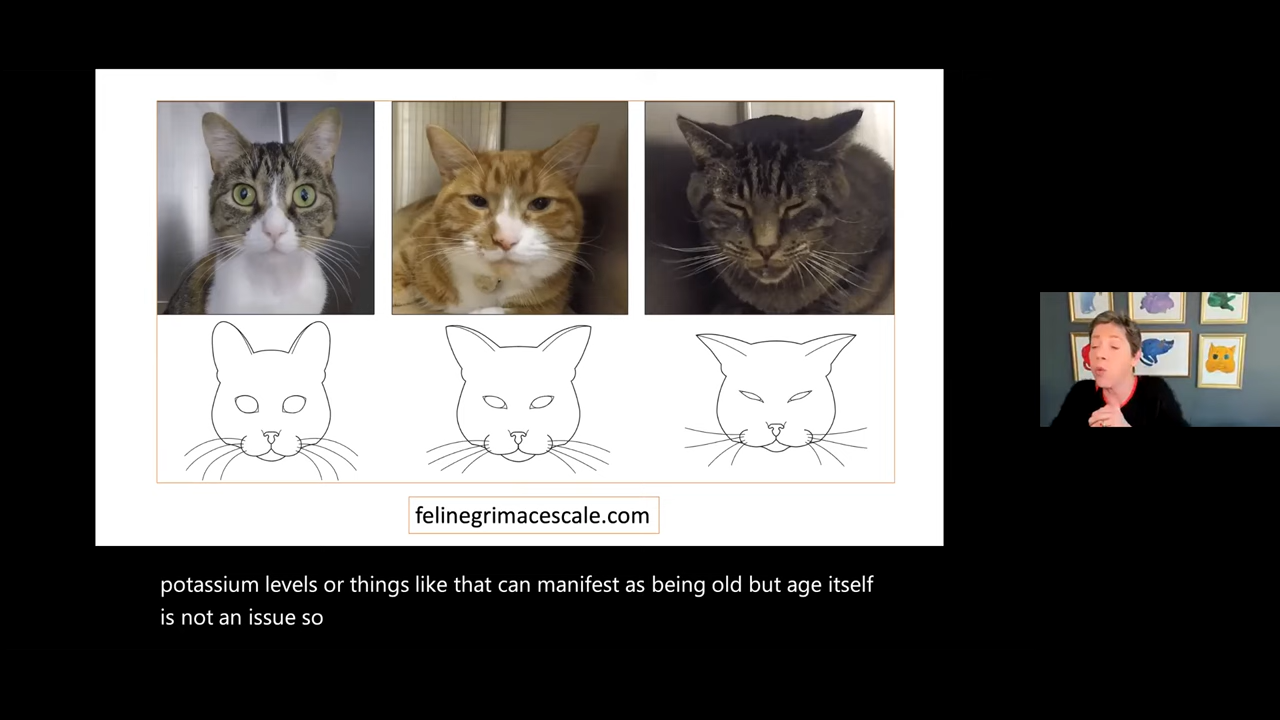 felinegrimacescale.com
potassium levels or things like that can manifest as being old but age itself
is not an issue so